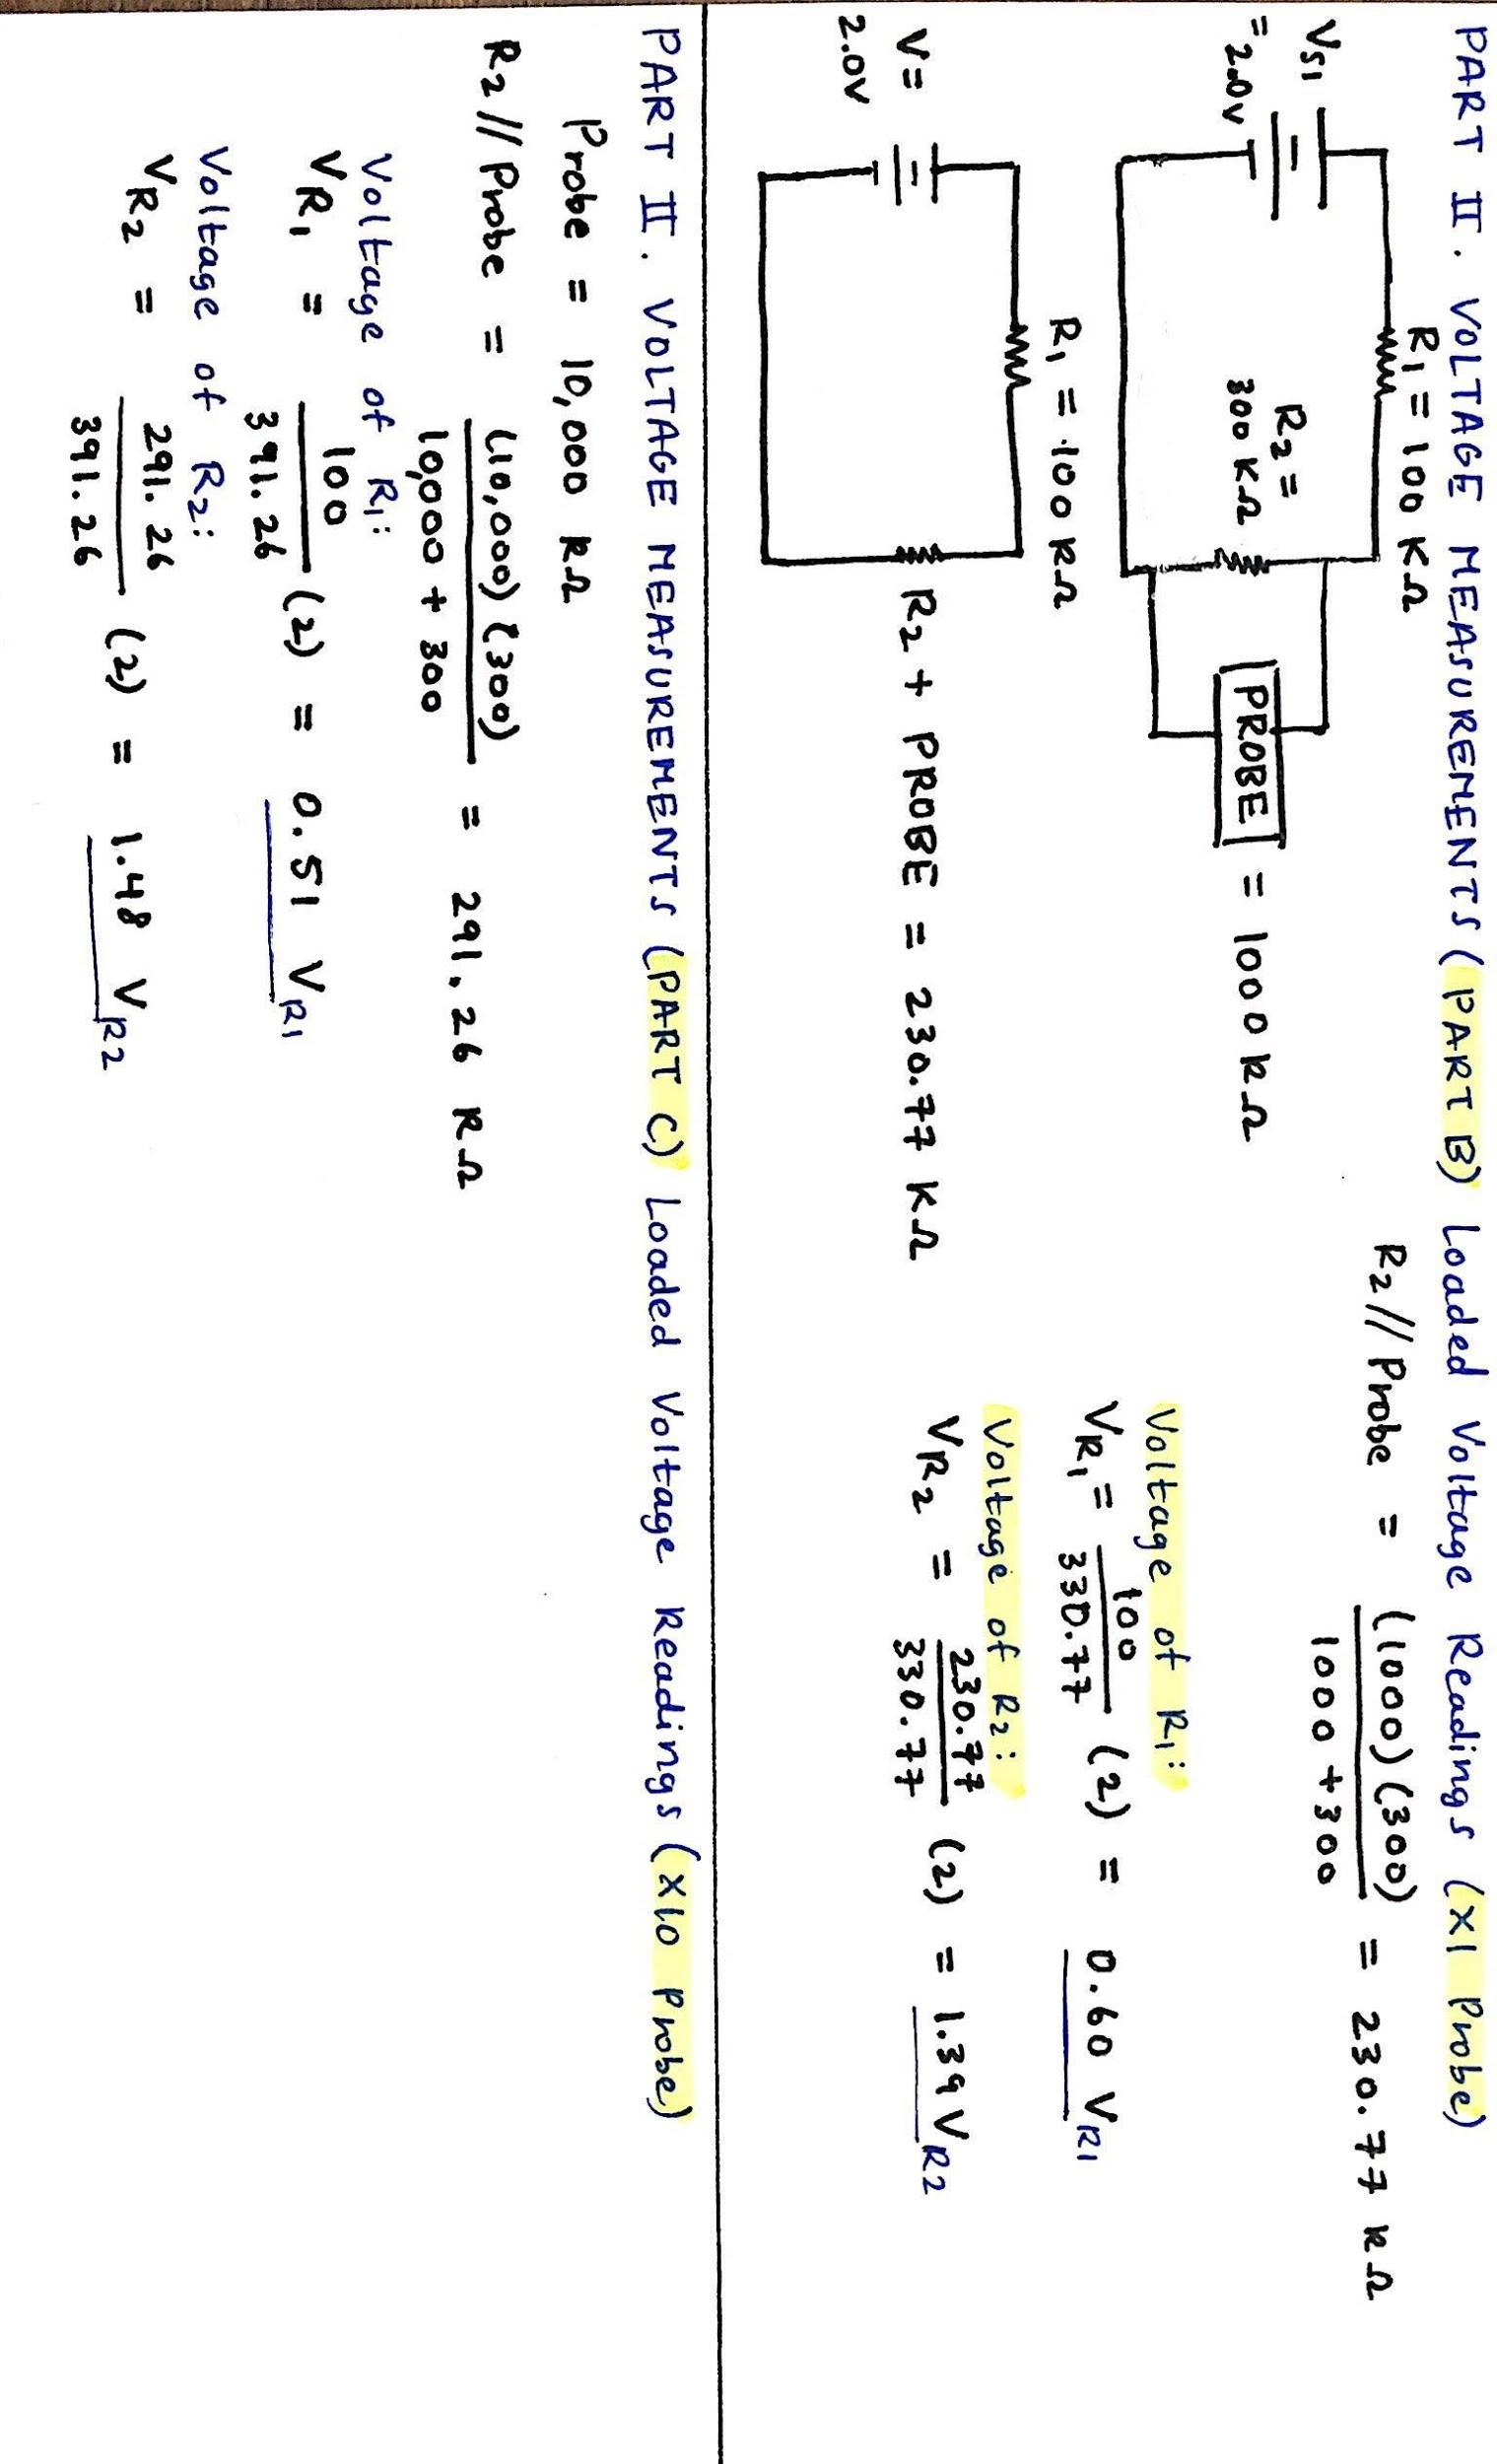 PART II. VOLTAGE MEASUREMENTS (PART B) Loaded Voltage Readings (X1 Probe)
R1 = 100 KΩ
VS1
= 2.0V
R2 =
300 KΩ
PROBE = 1000 KΩ
R1 = 100 KΩ
V =
2.0V
R2 + PROBE = 230.77 KΩ
R2 // Probe = (1000)(300) / 1000 + 300 = 230.77 KΩ
Voltage of R1:
VR1 = 100 / 330.77 (2) = 0.60 VR1
Voltage of R2:
VR2 = 230.77 / 330.77 (2) = 1.39 VR2
PART II. VOLTAGE MEASUREMENTS (PART C) Loaded Voltage Readings (X10 Probe)
Probe = 10,000 KΩ
R2 // Probe = (10,000)(300) / 10,000 + 300 = 291.26 KΩ
Voltage of R1:
VR1 = 100 / 391.26 (2) = 0.51 VR1
Voltage of R2:
VR2 = 291.26 / 391.26 (2) = 1.48 VR2